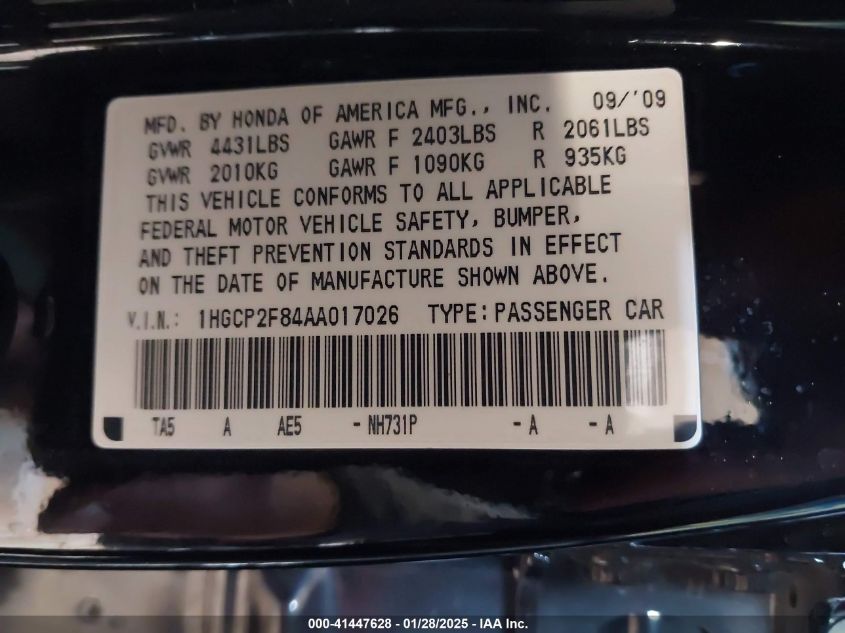 MFD. BY HONDA OF AMERICA MFG., INC. 09/'09
GVWR 4431LBS GAWR F 2403LBS R 2061LBS
GVWR 2010KG GAWR F 1090KG R 935KG
THIS VEHICLE CONFORMS TO ALL APPLICABLE
FEDERAL MOTOR VEHICLE SAFETY, BUMPER,
AND THEFT PREVENTION STANDARDS IN EFFECT
ON THE DATE OF MANUFACTURE SHOWN ABOVE.
V.I.N.: 1HGCP2F84AA017026 TYPE:PASSENGER CAR
TA5 A AE5 -NH731P -A -A
000-41447628 - 01/28/2025 - IAA Inc.